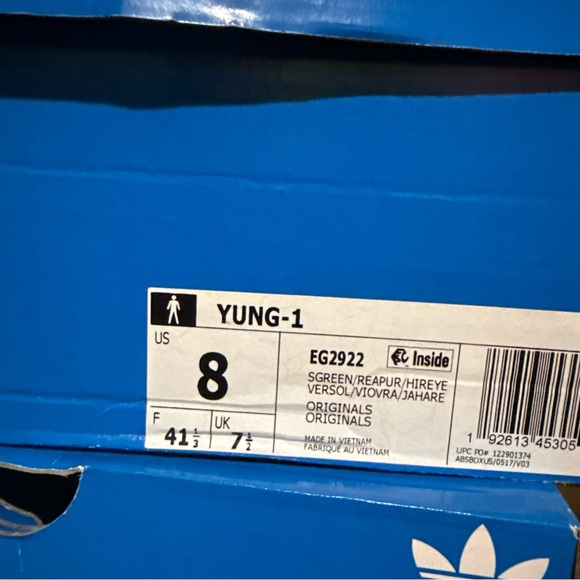 YUNG-1
US
8
F
41 1/3
UK
7 1/2
EG2922
Inside
SGREEN/REAPUR/HIREYE
VERSOL/VIOVRA/JAHARE
ORIGINALS
ORIGINALS
MADE IN VIETNAM
FABRIQUÉ AU VIETNAM
1 92613 45305
UPC PO# 122901374
ABSBOXUS/0517/V03